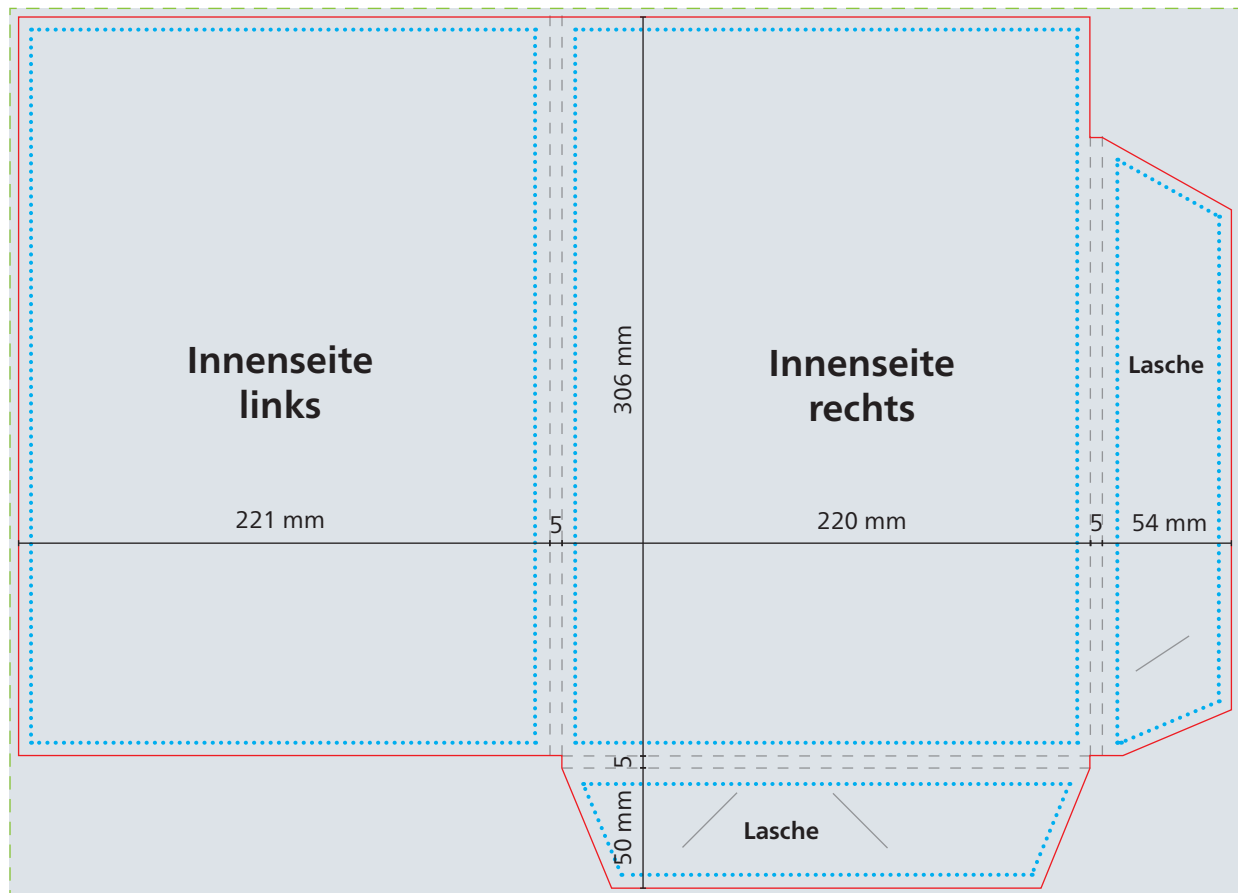 Innenseite
links
306 mm
Innenseite
rechts
Lasche
221 mm
5
220 mm
5
54 mm
5
50 mm
Lasche